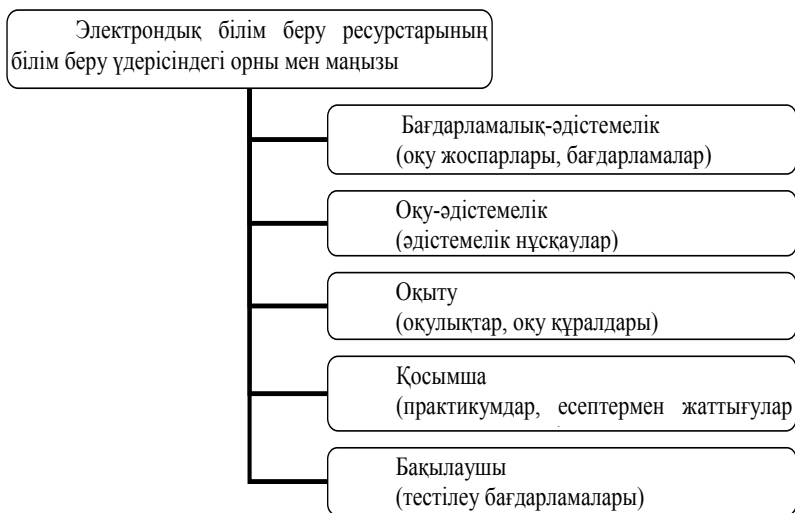 Электрондық білім беру ресурстарының
білім беру үдерісіндегі орны мен маңызы
Бағдарламалық-әдістемелік
(оқу жоспарлары, бағдарламалар)
Оқу-әдістемелік
(әдістемелік нұсқаулар)
Оқыту
(оқулықтар, оқу құралдары)
Қосымша
(практикумдар, есептермен жаттығулар
Бақылаушы
(тестілеу бағдарламалары)